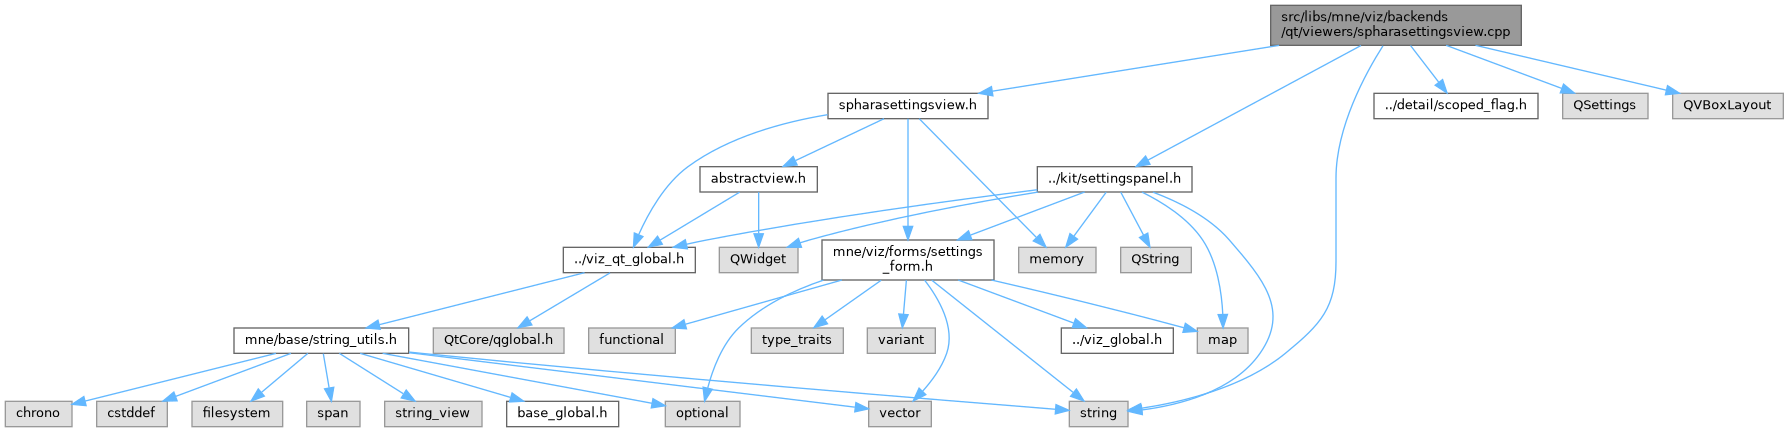 src/libs/mne/viz/backends
/qt/viewers/spharasettingsview.cpp
spharasettingsview.h
../detail/scoped_flag.h
QSettings
QVBoxLayout
abstractview.h
../kit/settingspanel.h
../viz_qt_global.h
QWidget
mne/viz/forms/settings
_form.h
memory
QString
mne/base/string_utils.h
QtCore/qglobal.h
functional
type_traits
variant
../viz_global.h
map
chrono
cstddef
filesystem
span
string_view
base_global.h
optional
vector
string